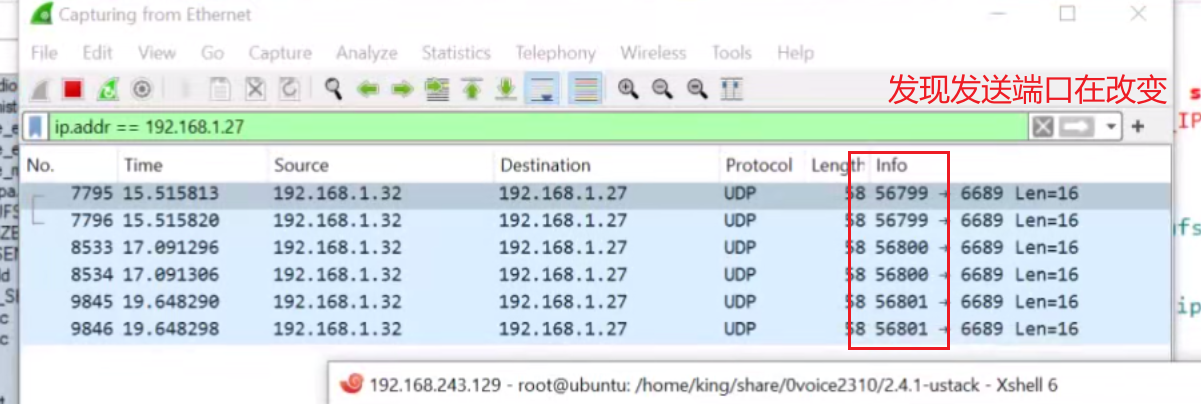 Capturing from Ethernet
File Edit View Go Capture Analyze Statistics Telephony Wireless Tools Help
发现发送端口在改变
ip.addr == 192.168.1.27
No. Time Source Destination Protocol Length Info
7795 15.515813 192.168.1.32 192.168.1.27 UDP 58 56799 → 6689 Len=16
7796 15.515820 192.168.1.32 192.168.1.27 UDP 58 56799 → 6689 Len=16
8533 17.091296 192.168.1.32 192.168.1.27 UDP 58 56800 → 6689 Len=16
8534 17.091306 192.168.1.32 192.168.1.27 UDP 58 56800 → 6689 Len=16
9845 19.648290 192.168.1.32 192.168.1.27 UDP 58 56801 → 6689 Len=16
9846 19.648298 192.168.1.32 192.168.1.27 UDP 58 56801 → 6689 Len=16
192.168.243.129 - root@ubuntu: /home/king/share/0voice2310/2.4.1-ustack - Xshell 6